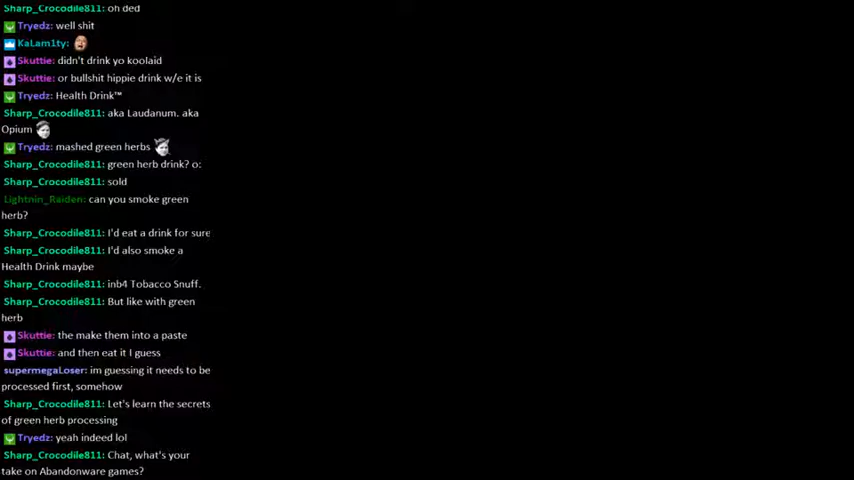 Sharp_Crocodile811: oh ded
Tryedz: well shit
KaLam1ty:
Skuttie: didn't drink yo koolaid
Skuttie: or bullshit hippie drink w/e it is
Tryedz: Health Drink™
Sharp_Crocodile811: aka Laudanum. aka
Opium
Tryedz: mashed green herbs
Sharp_Crocodile811: green herb drink? o:
Sharp_Crocodile811: sold
Lightnin_Raiden: can you smoke green
herb?
Sharp_Crocodile811: I'd eat a drink for sure
Sharp_Crocodile811: I'd also smoke a
Health Drink maybe
Sharp_Crocodile811: inb4 Tobacco Snuff.
Sharp_Crocodile811: But like with green
herb
Skuttie: the make them into a paste
Skuttie: and then eat it I guess
supermegaLoser: im guessing it needs to be
processed first, somehow
Sharp_Crocodile811: Let's learn the secrets
of green herb processing
Tryedz: yeah indeed lol
Sharp_Crocodile811: Chat, what's your
take on Abandonware games?